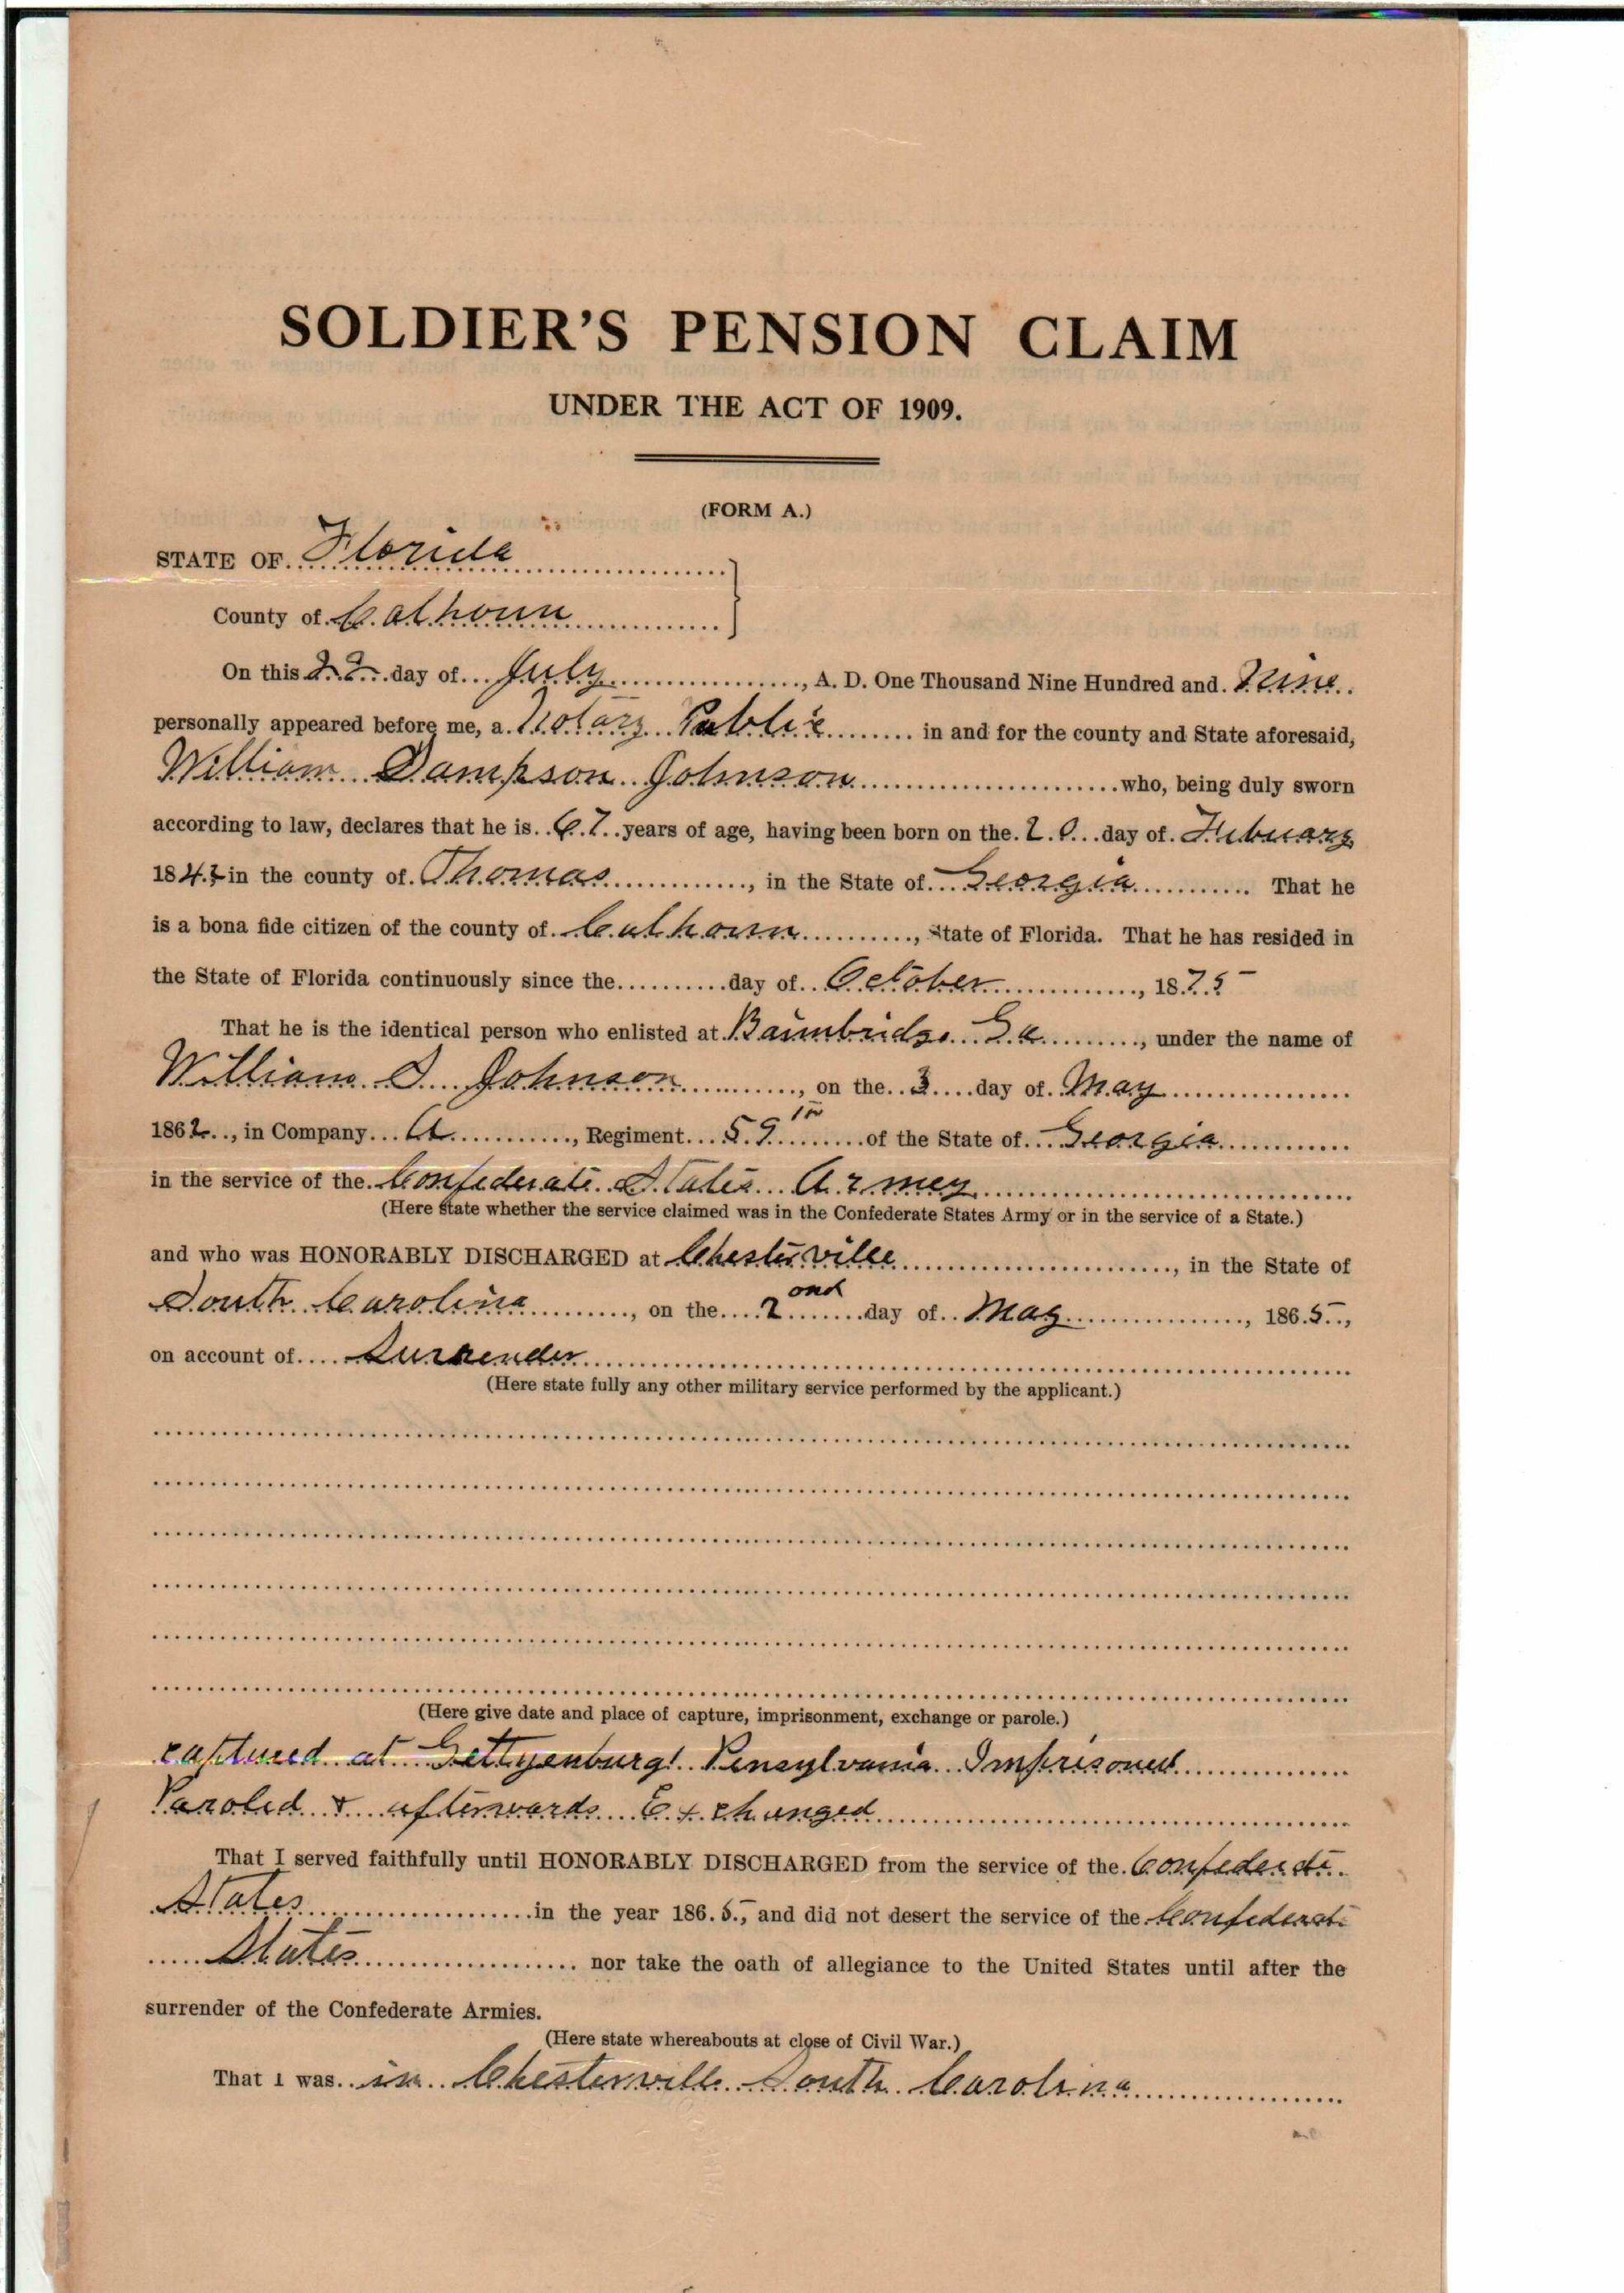 SOLDIER'S PENSION CLAIM
UNDER THE ACT OF 1909.
(FORM A.)
STATE OF Florida
County of Calhoun
On this 22 day of July, A. D. One Thousand Nine Hundred and Nine
personally appeared before me, a Notary Public in and for the county and State aforesaid,
William Sampson Johnson who, being duly sworn
according to law, declares that he is 67 years of age, having been born on the 20 day of Febuary
1842 in the county of Thomas, in the State of Georgia. That he
is a bona fide citizen of the county of Calhoun, State of Florida. That he has resided in
the State of Florida continuously since the day of October, 1875
That he is the identical person who enlisted at Bainbridge Ga, under the name of
William S Johnson, on the 3 day of May
1862, in Company A, Regiment 59 of the State of Georgia
in the service of the Confederate States Armey
(Here state whether the service claimed was in the Confederate States Army or in the service of a State.)
and who was HONORABLY DISCHARGED at Chesterville, in the State of
South Carolina, on the 2ond day of May, 1865,
on account of Surrender
(Here state fully any other military service performed by the applicant.)
(Here give date and place of capture, imprisonment, exchange or parole.)
captured at Gettyenburg Pensylvania Imprisoned
Paroled & afterwards Exchanged
That I served faithfully until HONORABLY DISCHARGED from the service of the Confederate
States in the year 1865, and did not desert the service of the Confederate
States nor take the oath of allegiance to the United States until after the
surrender of the Confederate Armies.
(Here state whereabouts at close of Civil War.)
That I was in Chesterville South Carolina